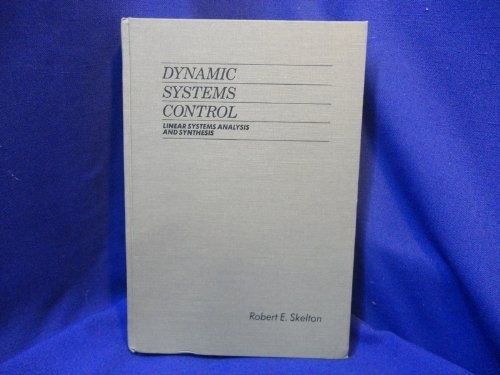 DYNAMIC
SYSTEMS
CONTROL
LINEAR SYSTEMS ANALYSIS
AND SYNTHESIS
Robert E. Skelton